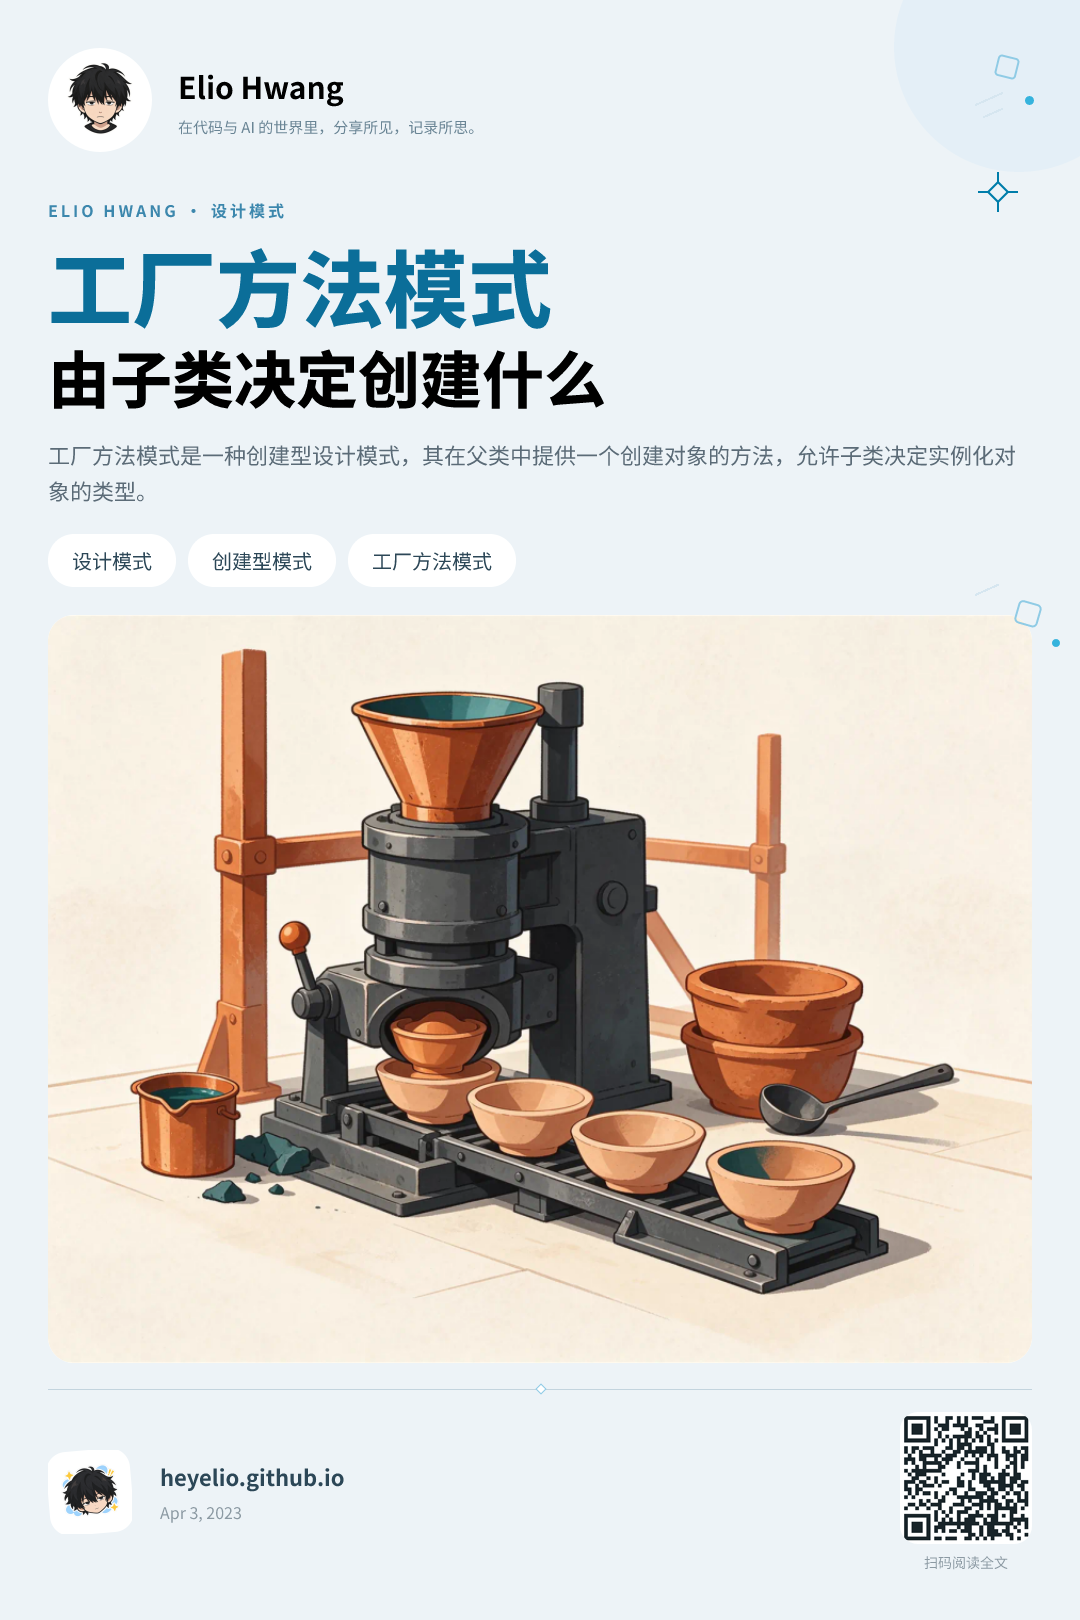 Elio Hwang
在代码与 AI 的世界里，分享所见，记录所思。
ELIO HWANG • 设计模式
工厂方法模式
由子类决定创建什么
工厂方法模式是一种创建型设计模式，其在父类中提供一个创建对象的方法，允许子类决定实例化对
象的类型。
设计模式 创建型模式 工厂方法模式
heyelio.github.io
Apr 3, 2023
扫码阅读全文